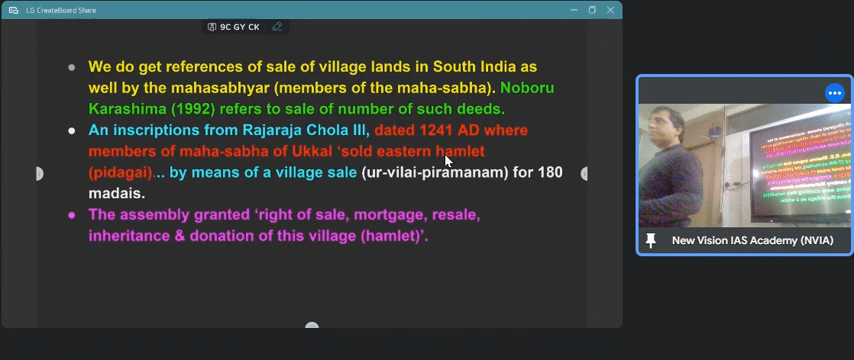 LG CreateBoard Share
9C GY CK
We do get references of sale of village lands in South India as
well by the mahasabhyar (members of the maha-sabha). Noboru
Karashima (1992) refers to sale of number of such deeds.
An inscriptions from Rajaraja Chola III, dated 1241 AD where
members of maha-sabha of Ukkal ‘sold eastern hamlet
(pidagai)... by means of a village sale (ur-vilai-piramanam) for 180
madais.
The assembly granted ‘right of sale, mortgage, resale,
inheritance & donation of this village (hamlet)’.
New Vision IAS Academy (NVIA)